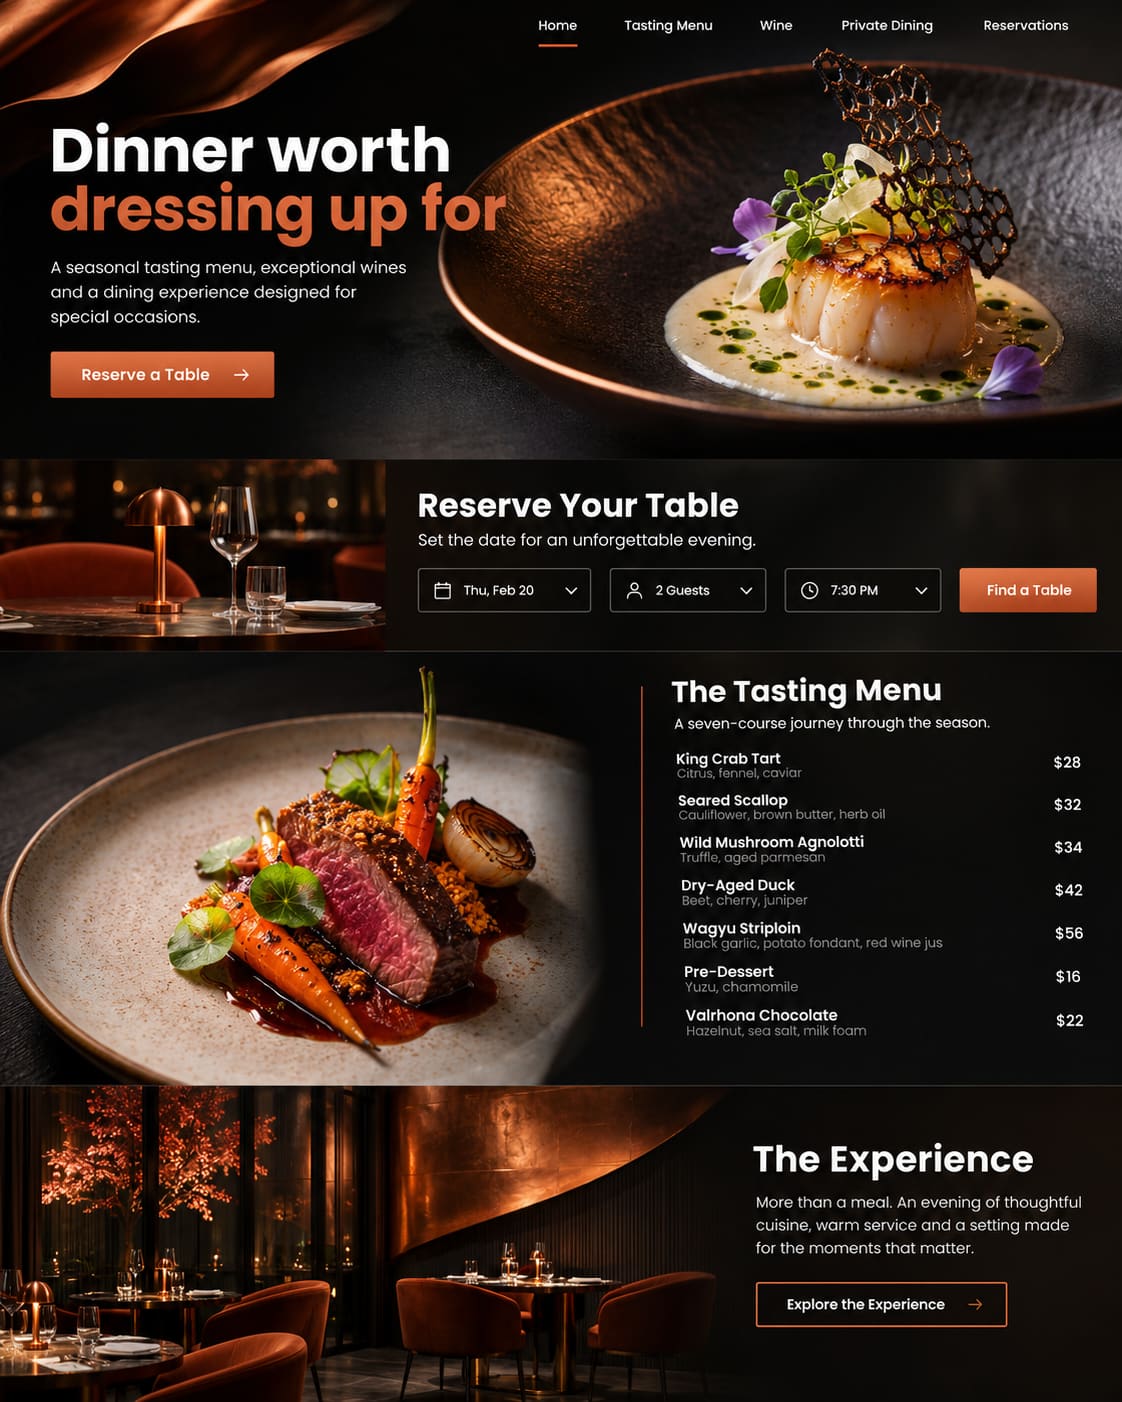 Home Tasting Menu Wine Private Dining Reservations
Dinner worth
dressing up for
A seasonal tasting menu, exceptional wines
and a dining experience designed for
special occasions.
Reserve a Table →
Reserve Your Table
Set the date for an unforgettable evening.
Thu, Feb 20 2 Guests 7:30 PM Find a Table
The Tasting Menu
A seven-course journey through the season.
King Crab Tart $28
Citrus, fennel, caviar
Seared Scallop $32
Cauliflower, brown butter, herb oil
Wild Mushroom Agnolotti $34
Truffle, aged parmesan
Dry-Aged Duck $42
Beet, cherry, juniper
Wagyu Striploin $56
Black garlic, potato fondant, red wine jus
Pre-Dessert $16
Yuzu, chamomile
Valrhona Chocolate $22
Hazelnut, sea salt, milk foam
The Experience
More than a meal. An evening of thoughtful
cuisine, warm service and a setting made
for the moments that matter.
Explore the Experience →